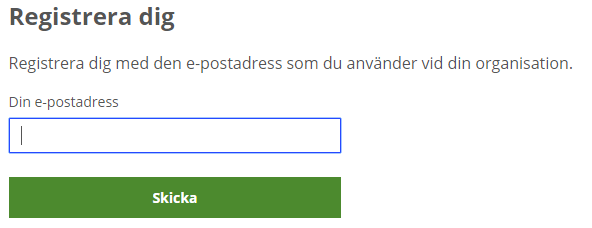 Registrera dig
Registrera dig med den e-postadress som du använder vid din organisation.
Din e-postadress
Skicka